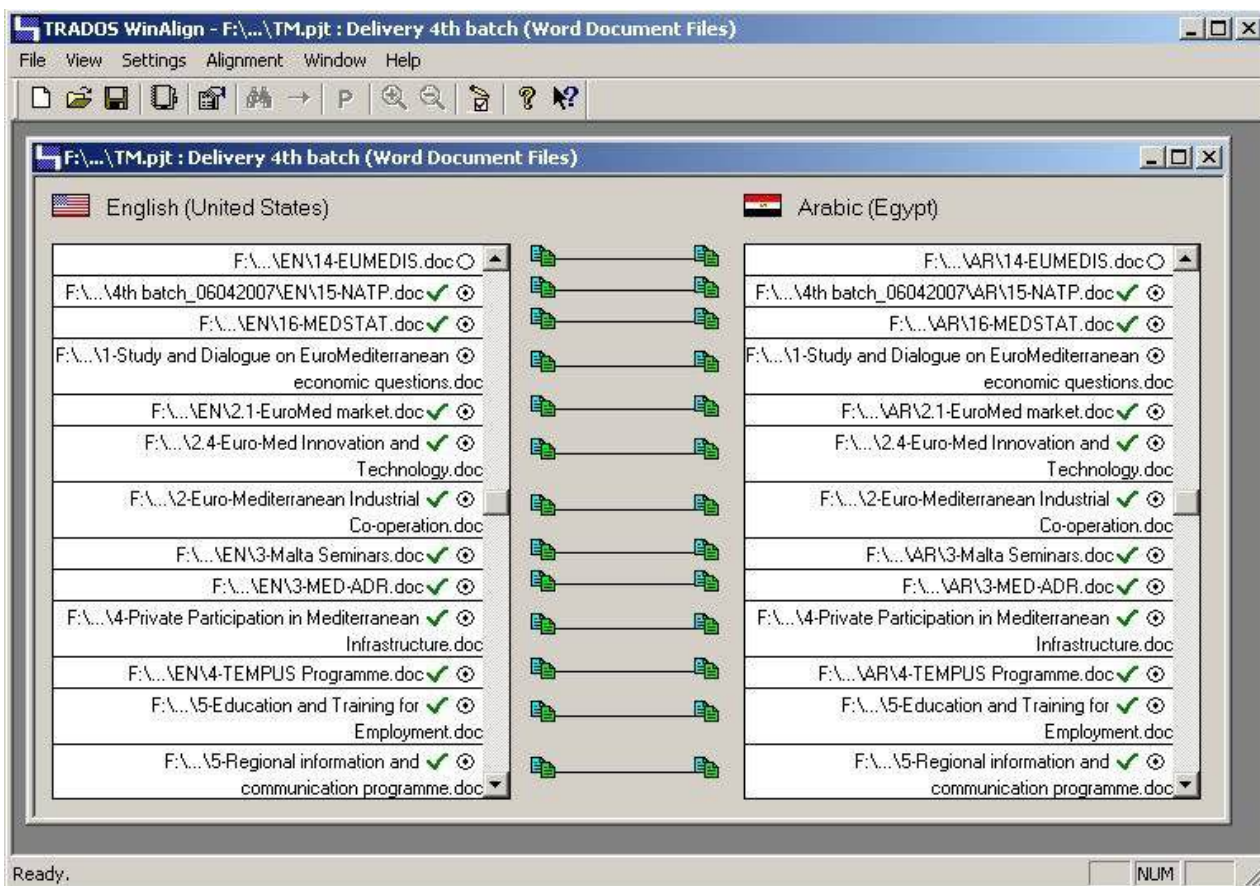 TRADOS WinAlign - F:\...\TM.pjt : Delivery 4th batch (Word Document Files)
File View Settings Alignment Window Help
P
F:\...\TM.pjt : Delivery 4th batch (Word Document Files)
English (United States)
Arabic (Egypt)
F:\...\EN\14-EUMEDIS.doc
F:\...\4th batch_06042007\EN\15-NATP.doc
F:\...\EN\16-MEDSTAT.doc
F:\...\1-Study and Dialogue on EuroMediterranean
economic questions.doc
F:\...\EN\2.1-EuroMed market.doc
F:\...\2.4-Euro-Med Innovation and
Technology.doc
F:\...\2-Euro-Mediterranean Industrial
Co-operation.doc
F:\...\EN\3-Malta Seminars.doc
F:\...\EN\3-MED-ADR.doc
F:\...\4-Private Participation in Mediterranean
Infrastructure.doc
F:\...\EN\4-TEMPUS Programme.doc
F:\...\5-Education and Training for
Employment.doc
F:\...\5-Regional information and
communication programme.doc
F:\...\AR\14-EUMEDIS.doc
F:\...\4th batch_06042007\AR\15-NATP.doc
F:\...\AR\16-MEDSTAT.doc
F:\...\1-Study and Dialogue on EuroMediterranean
economic questions.doc
F:\...\AR\2.1-EuroMed market.doc
F:\...\2.4-Euro-Med Innovation and
Technology.doc
F:\...\2-Euro-Mediterranean Industrial
Co-operation.doc
F:\...\AR\3-Malta Seminars.doc
F:\...\AR\3-MED-ADR.doc
F:\...\4-Private Participation in Mediterranean
Infrastructure.doc
F:\...\AR\4-TEMPUS Programme.doc
F:\...\5-Education and Training for
Employment.doc
F:\...\5-Regional information and
communication programme.doc
Ready.
NUM